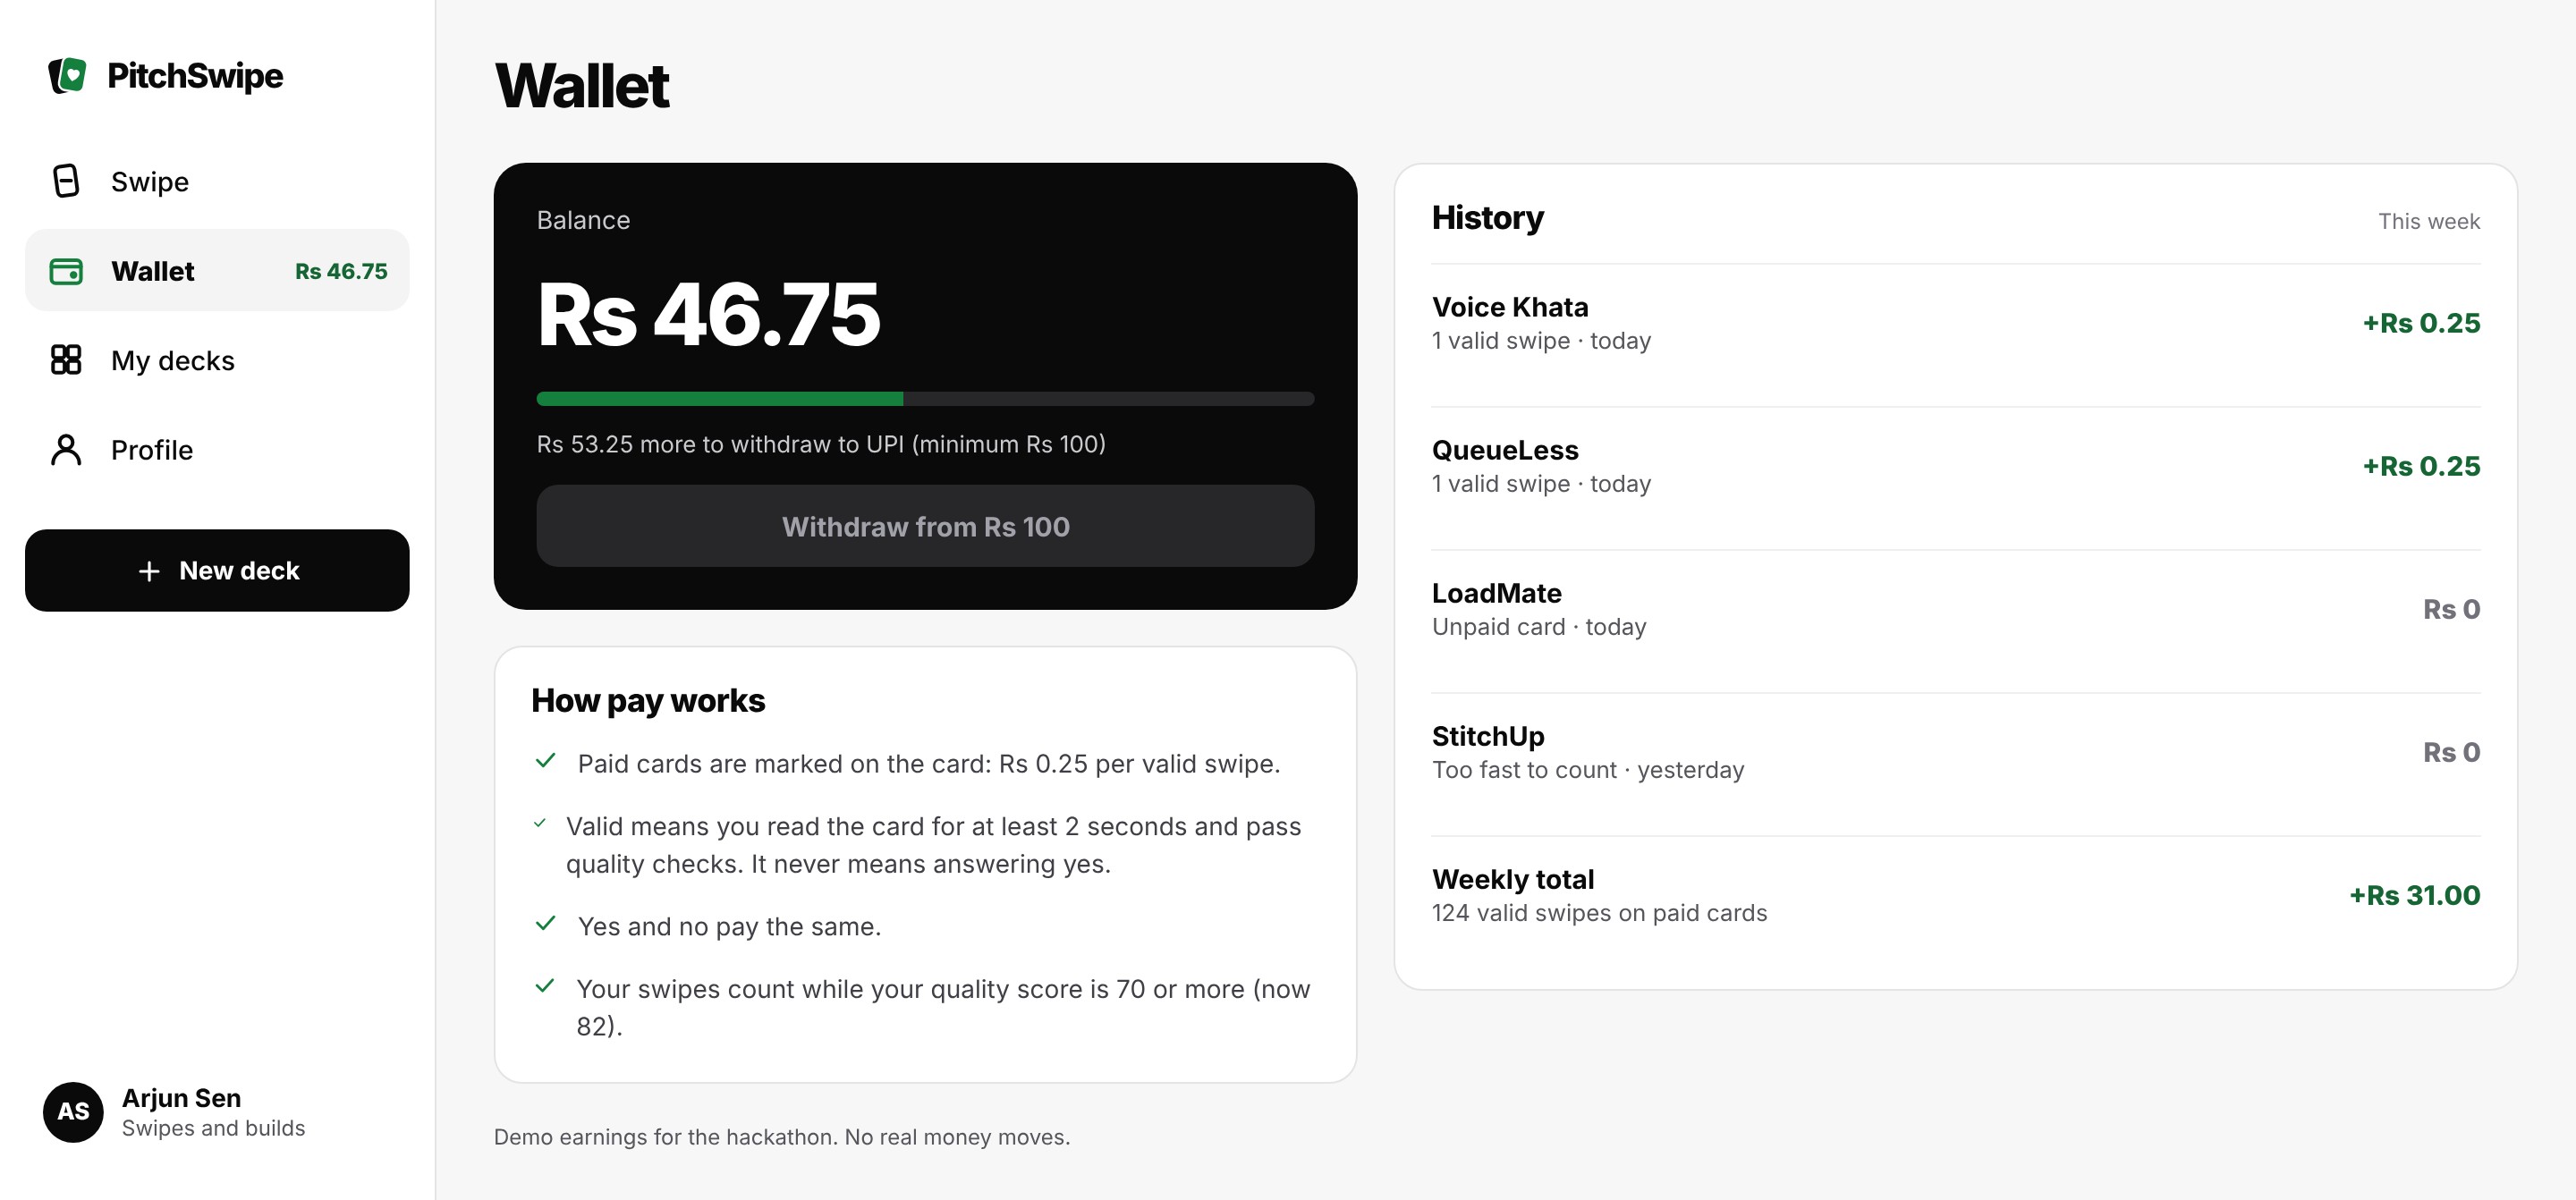 PitchSwipe
Swipe
Wallet
Rs 46.75
My decks
Profile
New deck
AS
Arjun Sen
Swipes and builds
Wallet
Balance
Rs 46.75
Rs 53.25 more to withdraw to UPI (minimum Rs 100)
Withdraw from Rs 100
How pay works
Paid cards are marked on the card: Rs 0.25 per valid swipe.
Valid means you read the card for at least 2 seconds and pass
quality checks. It never means answering yes.
Yes and no pay the same.
Your swipes count while your quality score is 70 or more (now
82).
Demo earnings for the hackathon. No real money moves.
History
This week
Voice Khata
1 valid swipe · today
+Rs 0.25
QueueLess
1 valid swipe · today
+Rs 0.25
LoadMate
Unpaid card · today
Rs 0
StitchUp
Too fast to count · yesterday
Rs 0
Weekly total
124 valid swipes on paid cards
+Rs 31.00